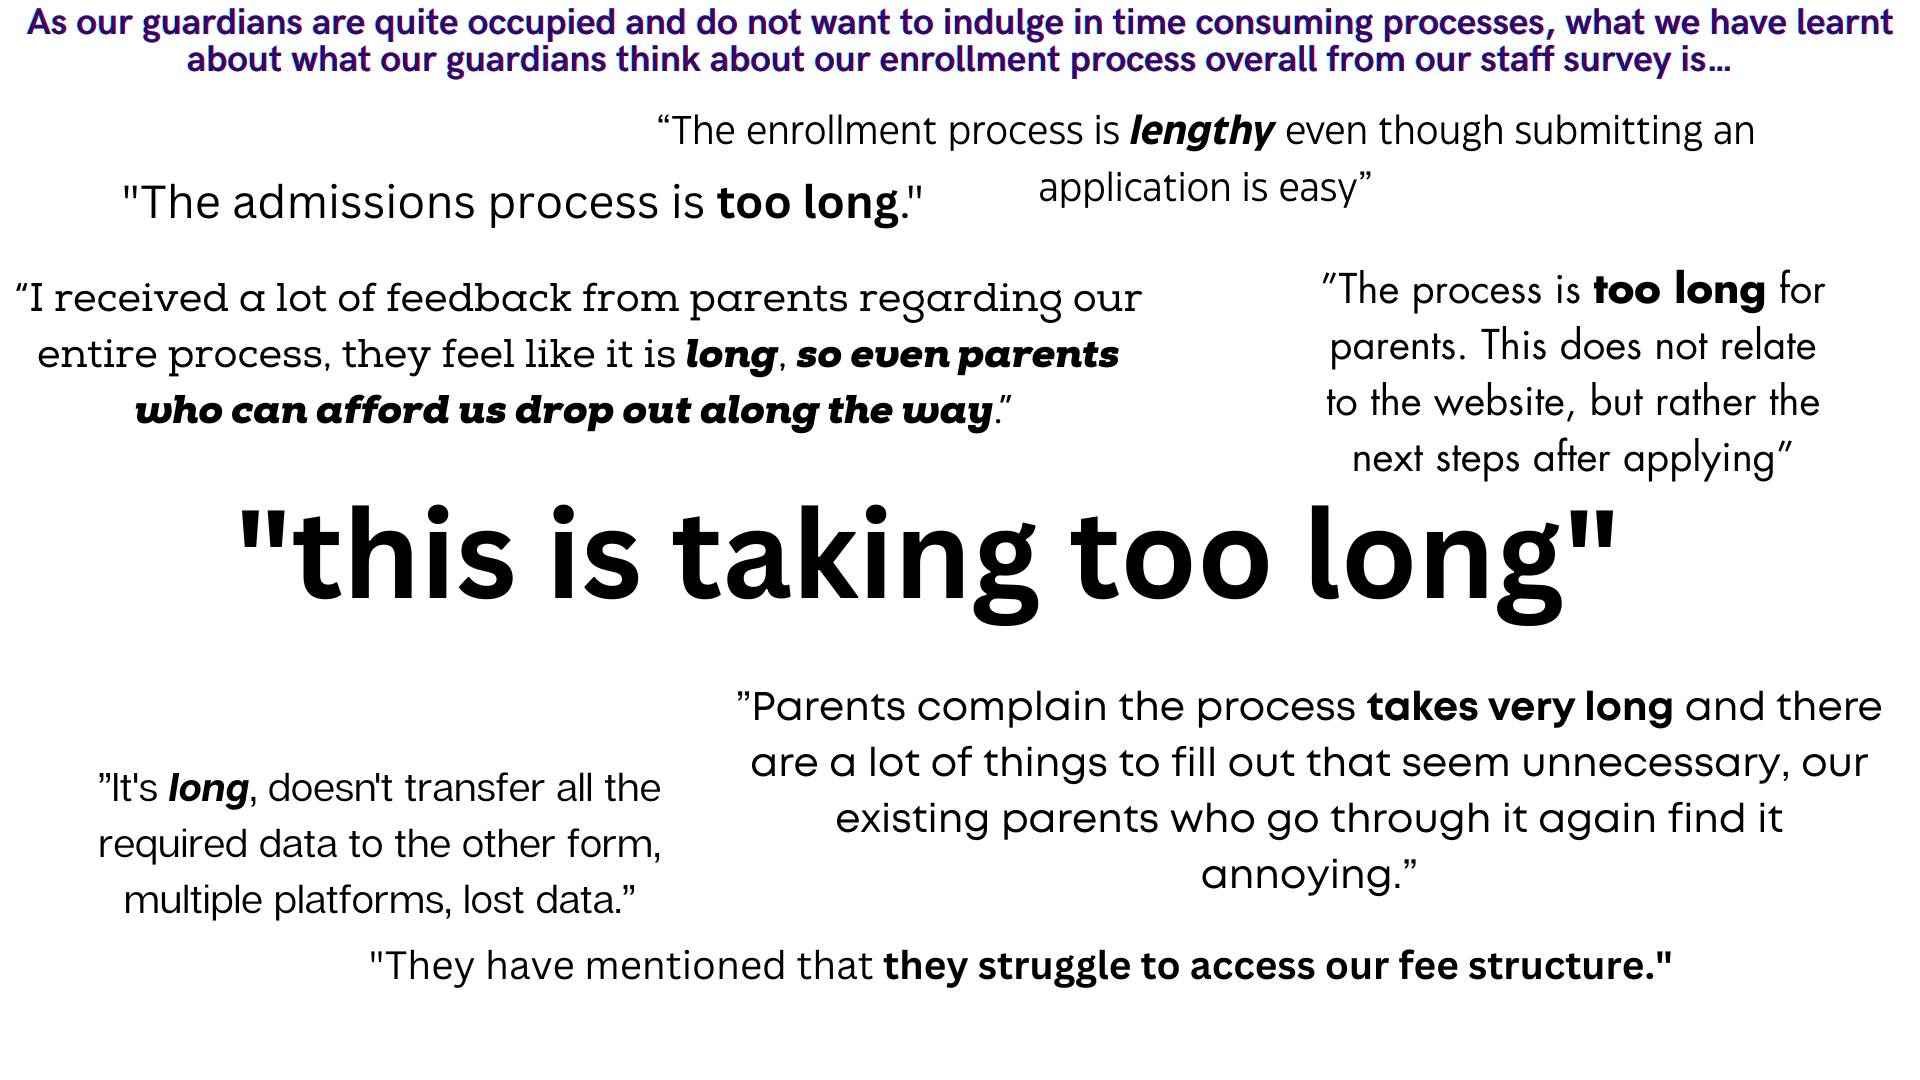 As our guardians are quite occupied and do not want to indulge in time consuming processes, what we have learnt
about what our guardians think about our enrollment process overall from our staff survey is...
“The enrollment process is lengthy even though submitting an
application is easy”
"The admissions process is too long."
“I received a lot of feedback from parents regarding our
entire process, they feel like it is long, so even parents
who can afford us drop out along the way.”
”The process is too long for
parents. This does not relate
to the website, but rather the
next steps after applying”
"this is taking too long"
”Parents complain the process takes very long and there
are a lot of things to fill out that seem unnecessary, our
existing parents who go through it again find it
annoying.”
”It's long, doesn't transfer all the
required data to the other form,
multiple platforms, lost data.”
"They have mentioned that they struggle to access our fee structure."